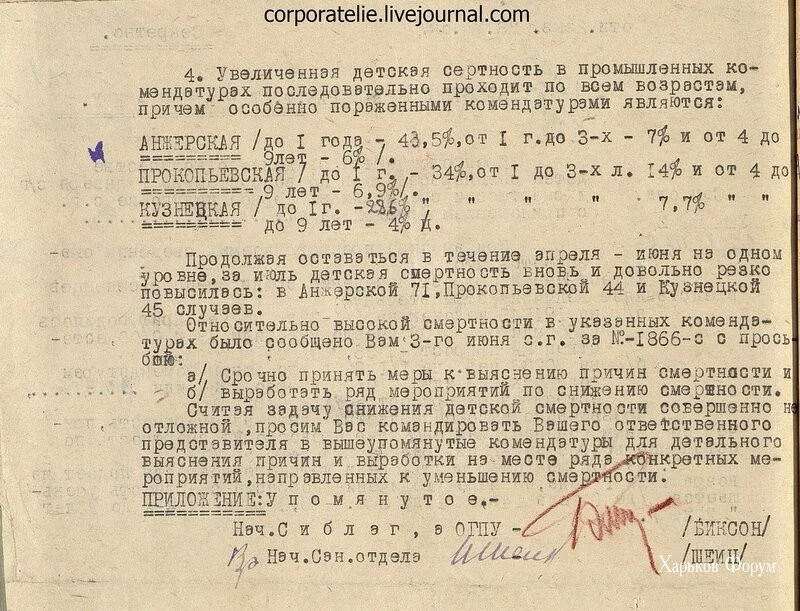 corporatelie.livejournal.com
Секретно
4. Увеличенная детская сертность в промышленных ко-
мендатурах последовательно проходит по всем возрастам,
причем особенно пораженными комендатурами являются:
АНЖЕРСКАЯ /до I года - 43,5%,от I г.до 3-х - 7% и от 4 до
========== 9лет - 6% /.
ПРОКОПЬЕВСКАЯ / до I г. - 34%,от I до 3-х л. 14% и от 4 до
========== 9 лет - 6,9%/.
КУЗНЕЦКАЯ / до Iг. -22,6% " " " " 7,7% " "
========= до 9 лет - 4% /.
Продолжая оставаться в течение апреля - июня на одном
уровне,за июль детская смертность вновь и довольно резко
повысилась: в Анжерской 71,Прокопьевской 44 и Кузнецкой
45 случаев.
Относительно высокой смертности в указанных коменда-
турах было сообщено Вам 3-го июня с.г. за №-1866-с с прось-
бой:
а/ Срочно принять меры к выяснению причин смертности и
б/ выработать ряд мероприятий по снижению смертности.
Считая задачу снижения детской смертности совершенно не
отложной ,просим Вас командировать Вашего ответственного
представителя в вышеупомянутые комендатуры для детального
выяснения причин и выработки на месте ряда конкретных ме-
роприятий,направленных к уменьшению смертности.
ПРИЛОЖЕНИЕ:У п о м я н у т о е.-
===========
Нач.С и б л а г , а ОГПУ - /БИКСОН/
Вр Нач.Сан.отдела /ШЕИН/
Харьков Форум